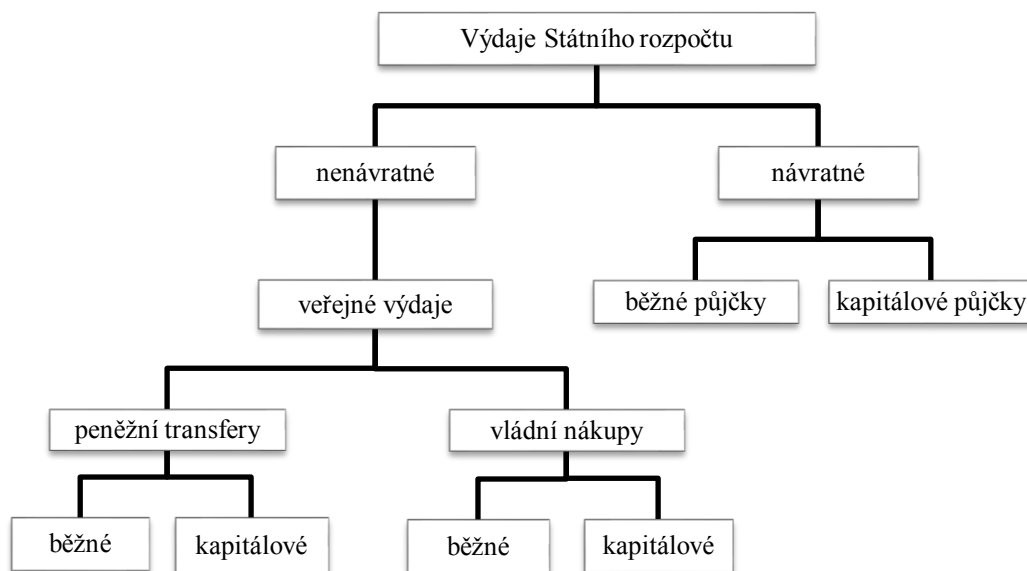 Výdaje Státního rozpočtu
nenávratné
návratné
veřejné výdaje
běžné půjčky
kapitálové půjčky
peněžní transfery
vládní nákupy
běžné
kapitálové
běžné
kapitálové